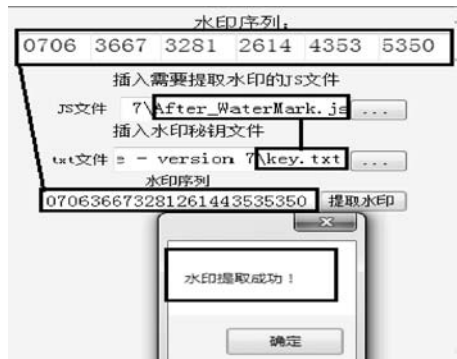 水印序列:
0706 3667 3281 2614 4353 5350
插入需要提取水印的JS文件
JS文件 7\After_WaterMark.js ...
插入水印秘钥文件
txt文件 e - version 7\key.txt ...
水印序列
070636673281261443535350 提取水印
水印提取成功!
确定